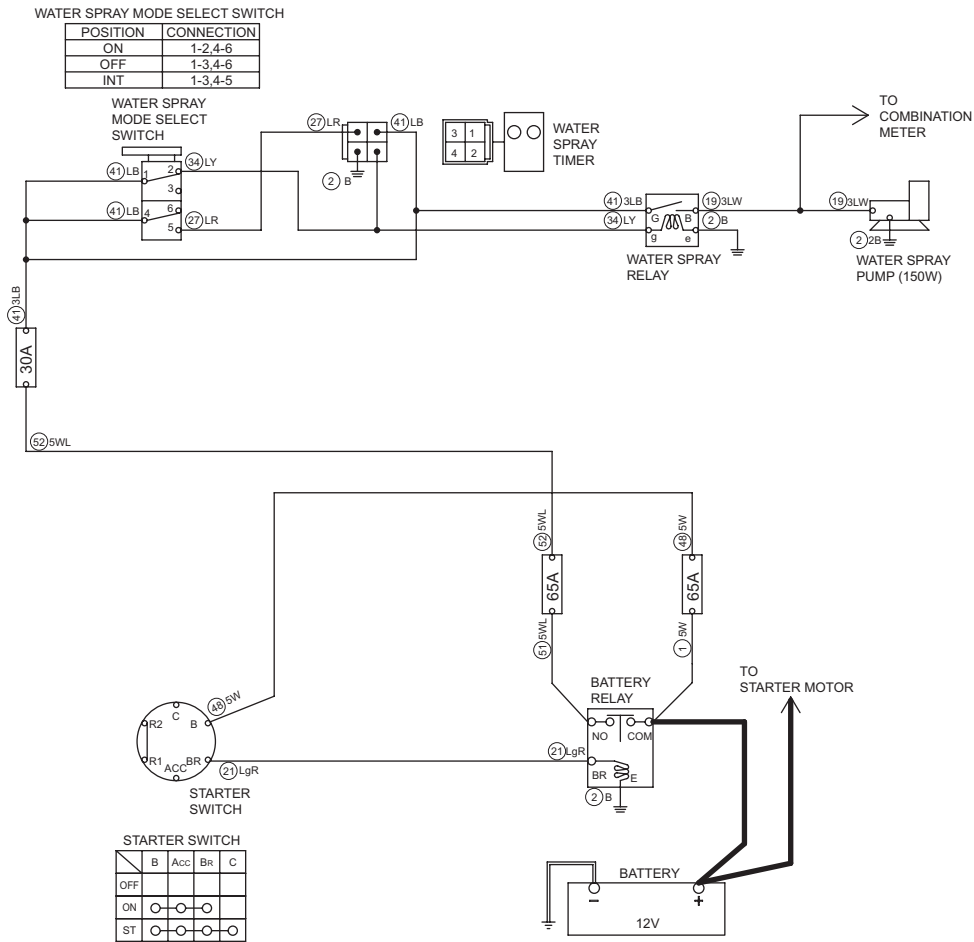 WATER SPRAY MODE SELECT SWITCH
POSITION CONNECTION
ON 1-2,4-6
OFF 1-3,4-6
INT 1-3,4-5
WATER SPRAY
MODE SELECT
SWITCH
41 LB 1 2 34 LY
3
41 LB 4 6 27 LR
5
27 LR 41 LB
2 B
3 1
4 2
WATER
SPRAY
TIMER
TO
COMBINATION
METER
41 3LB G B 19 3LW
34 LY g e 2 B
WATER SPRAY
RELAY
19 3LW
2 2B
WATER SPRAY
PUMP (150W)
41 3LB
30A
52 5WL
52 5WL
65A
51 5WL
48 5W
65A
1 5W
BATTERY
RELAY
NO COM
21 LgR
BR E
2 B
TO
STARTER MOTOR
48 5W
C
R2 B
R1 BR
ACC
21 LgR
STARTER
SWITCH
STARTER SWITCH
B ACC BR C
OFF
ON
ST
BATTERY
− +
12V